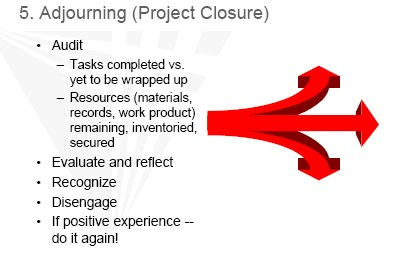 5. Adjourning (Project Closure)
• Audit
– Tasks completed vs.
yet to be wrapped up
– Resources (materials,
records, work product)
remaining, inventoried,
secured
• Evaluate and reflect
• Recognize
• Disengage
• If positive experience --
do it again!